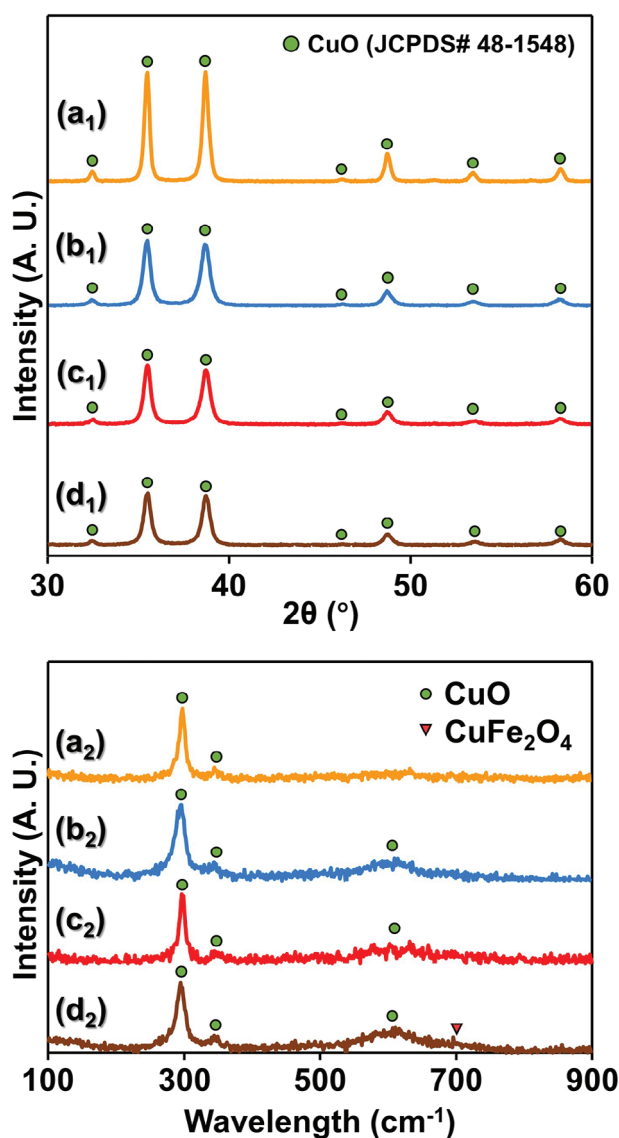 CuO (JCPDS# 48-1548)
(a₁)
(b₁)
(c₁)
(d₁)
Intensity (A. U.)
30 40 50 60
2θ (°)
CuO
CuFe₂O₄
(a₂)
(b₂)
(c₂)
(d₂)
Intensity (A. U.)
100 300 500 700 900
Wavelength (cm⁻¹)